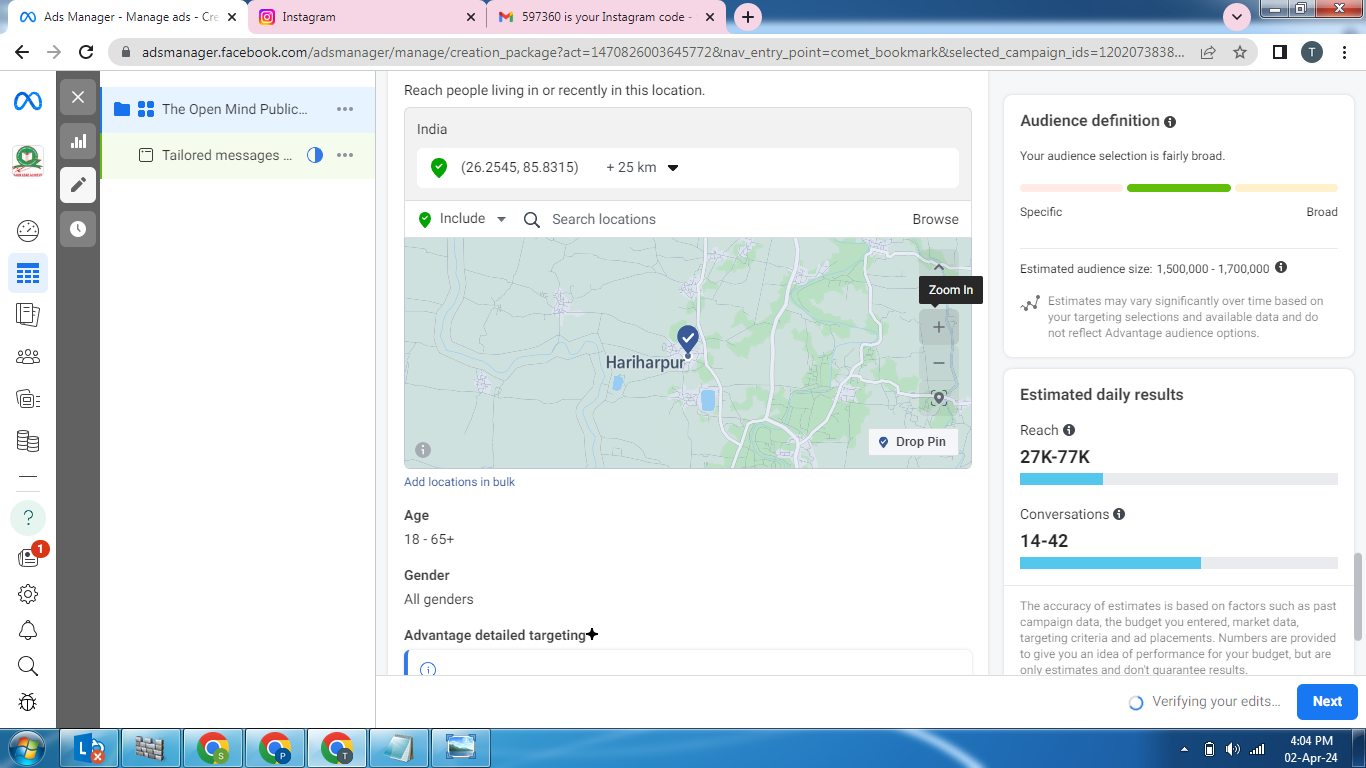 Ads Manager - Manage ads - Cre
Instagram
597360 is your Instagram code -
adsmanager.facebook.com/adsmanager/manage/creation_package?act=1470826003645772&nav_entry_point=comet_bookmark&selected_campaign_ids=1202073838...
T
The Open Mind Public...
Tailored messages ...
Reach people living in or recently in this location.
India
(26.2545, 85.8315) + 25 km
Include Search locations Browse
Zoom In
Hariharpur
Drop Pin
Add locations in bulk
Age
18 - 65+
Gender
All genders
Advantage detailed targeting
Audience definition
Your audience selection is fairly broad.
Specific Broad
Estimated audience size: 1,500,000 - 1,700,000
Estimates may vary significantly over time based on
your targeting selections and available data and do
not reflect Advantage audience options.
Estimated daily results
Reach
27K-77K
Conversations
14-42
The accuracy of estimates is based on factors such as past
campaign data, the budget you entered, market data,
targeting criteria and ad placements. Numbers are provided
to give you an idea of performance for your budget, but are
only estimates and don't guarantee results.
Verifying your edits... Next
1
L
S
P
T
4:04 PM
02-Apr-24